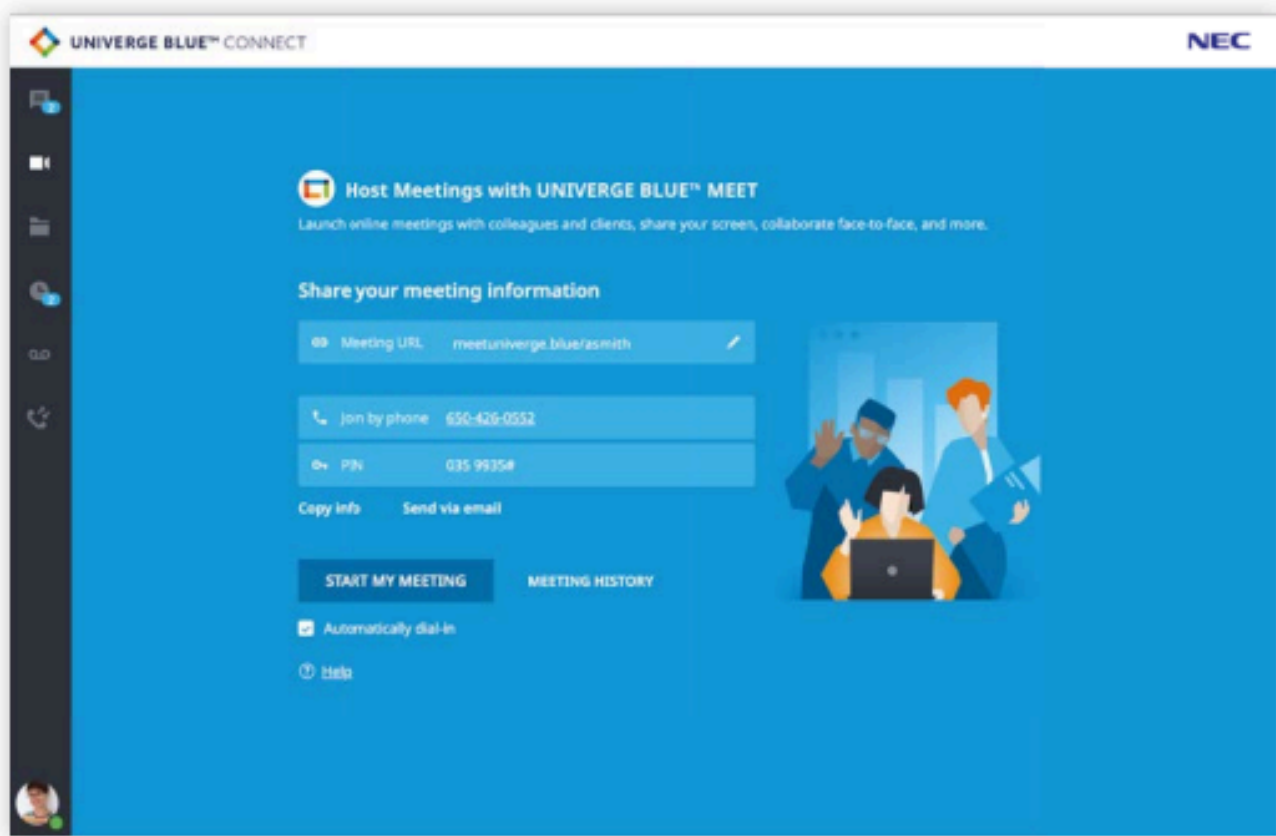 UNIVERGE BLUE™ CONNECT
NEC
2
Host Meetings with UNIVERGE BLUE™ MEET
Launch online meetings with colleagues and clients, share your screen, collaborate face-to-face, and more.
Share your meeting information
Meeting URL meetuniverge.blue/asmith
2
Join by phone 650-426-0552
PIN 035 9935#
Copy info Send via email
START MY MEETING MEETING HISTORY
Automatically dial-in
Help